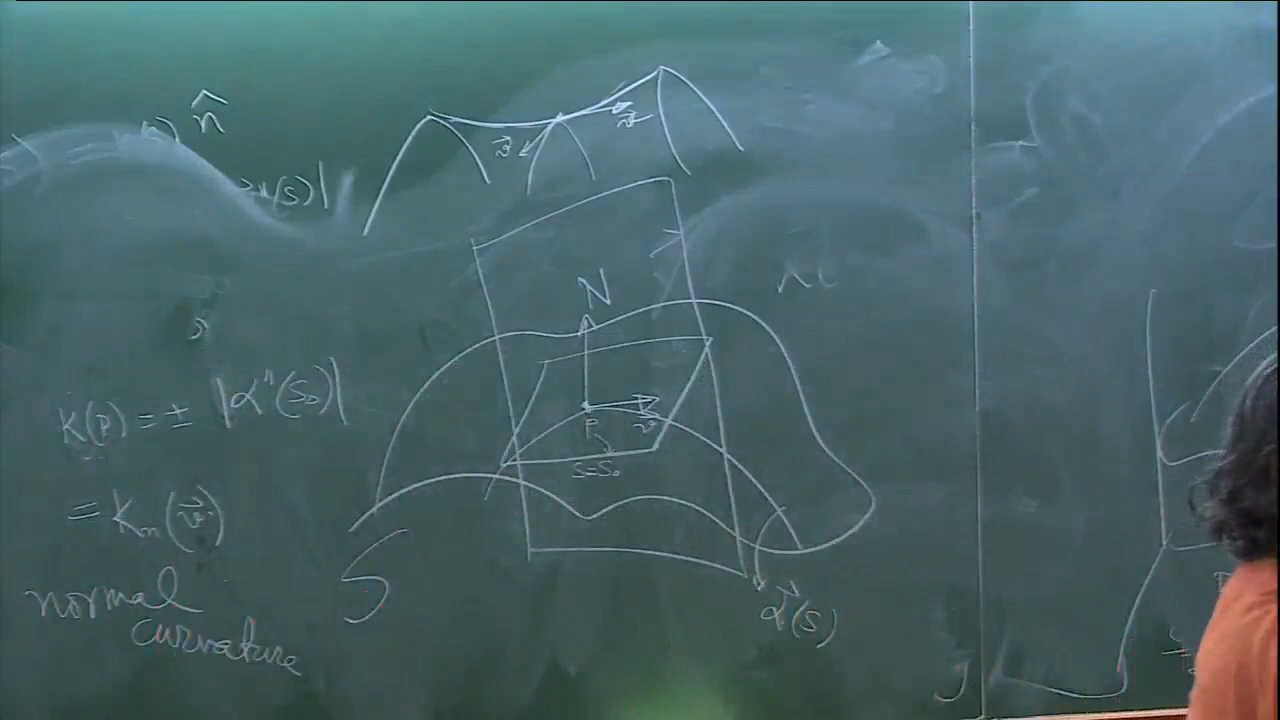 n̂
(s)|
v⃗
v⃗
N
P
v⃗
s=s₀
K(p) = ± |α''(s₀)|
= Kₙ(v⃗)
normal
curvature
S
α⃗(s)